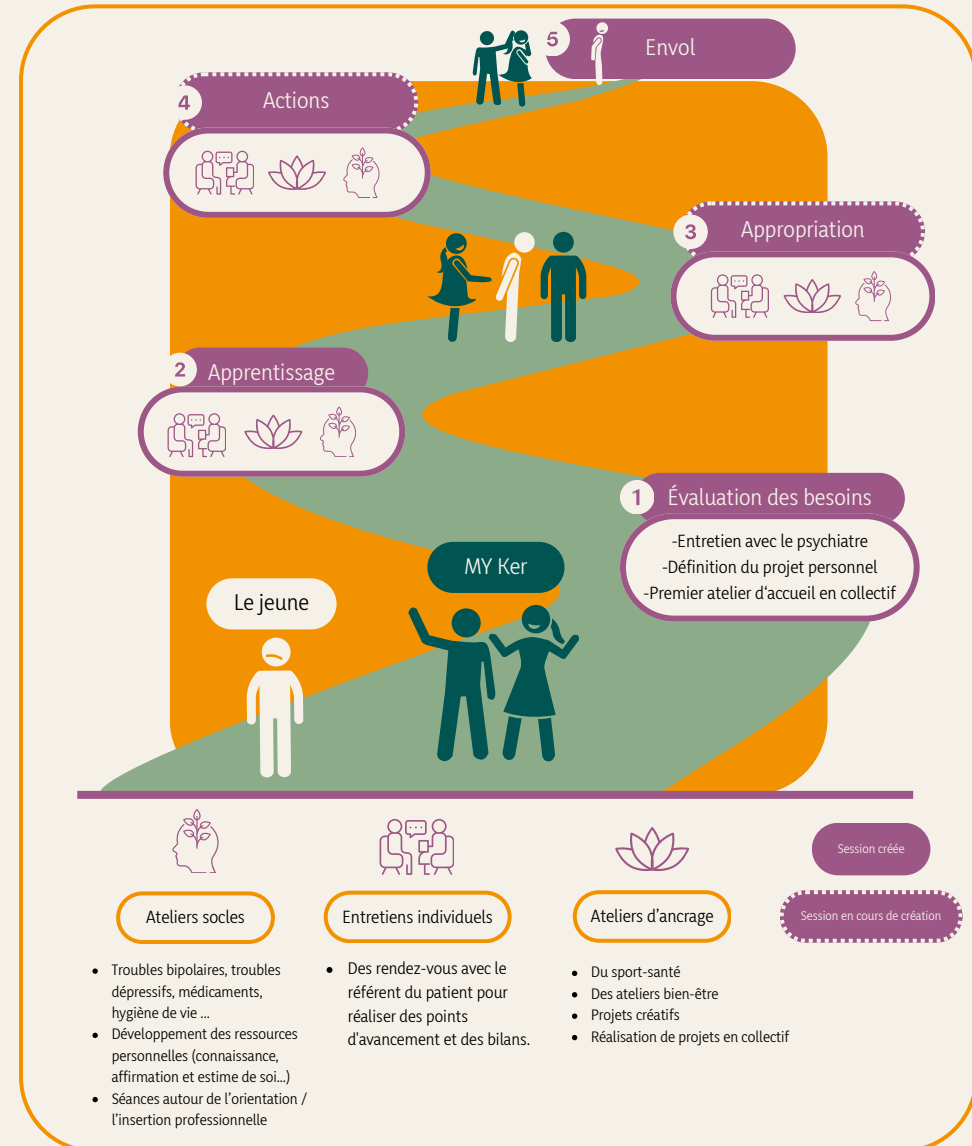 5
Envol
4
Actions
3
Appropriation
2
Apprentissage
1
Évaluation des besoins
-Entretien avec le psychiatre
-Définition du projet personnel
-Premier atelier d'accueil en collectif
MY Ker
Le jeune
Session créée
Session en cours de création
Ateliers socles
• Troubles bipolaires, troubles
dépressifs, médicaments,
hygiène de vie ...
• Développement des ressources
personnelles (connaissance,
affirmation et estime de soi...)
• Séances autour de l'orientation /
l'insertion professionnelle
Entretiens individuels
• Des rendez-vous avec le
référent du patient pour
réaliser des points
d'avancement et des bilans.
Ateliers d'ancrage
• Du sport-santé
• Des ateliers bien-être
• Projets créatifs
• Réalisation de projets en collectif